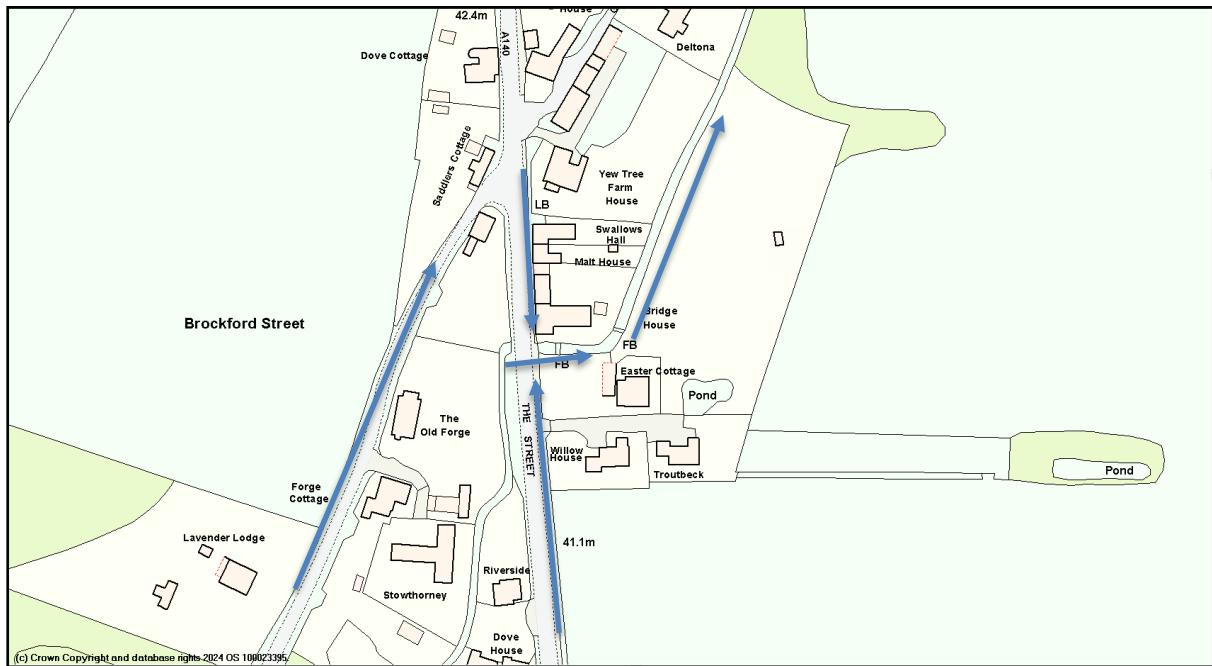 House
42.4m
A140
Deltona
Dove Cottage
Saddlers Cottage
Yew Tree
Farm
House
LB
Swallows
Hall
Malt House
Brockford Street
Bridge
House
FB
FB
Easter Cottage
Pond
THE STREET
The
Old Forge
Willow
House
Troutbeck
Pond
Forge
Cottage
Lavender Lodge
41.1m
Riverside
Stowthorney
Dove
House
(c) Crown Copyright and database rights 2024 OS 100023395.